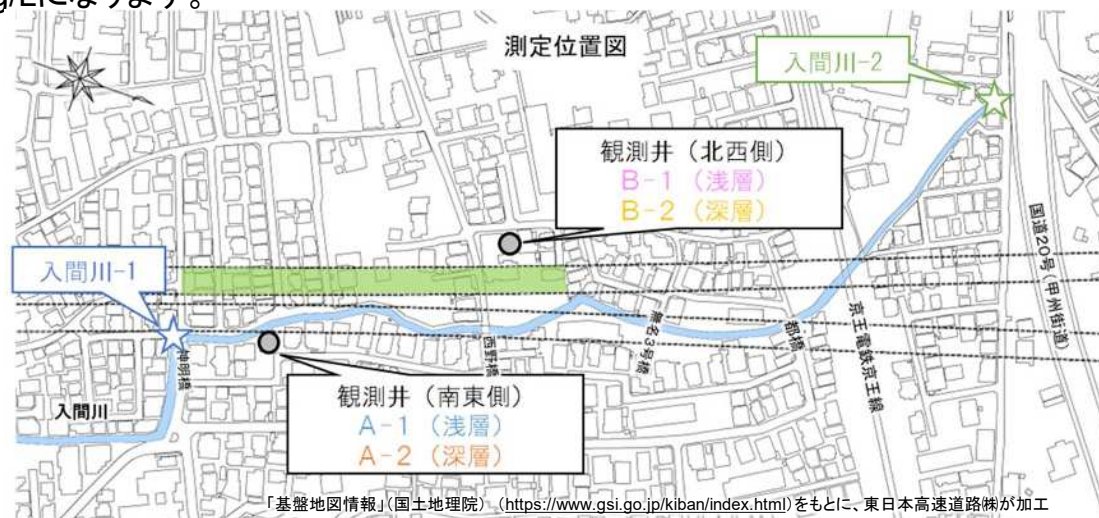 g/Lになります。
測定位置図
入間川-2
観測井（北西側）
B-1（浅層）
B-2（深層）
入間川-1
国道20号（甲州街道）
神明橋
西野橋
無名3号橋
都橋
京王電鉄京王線
入間川
観測井（南東側）
A-1（浅層）
A-2（深層）
「基盤地図情報」（国土地理院）（https://www.gsi.go.jp/kiban/index.html）をもとに、東日本高速道路㈱が加工